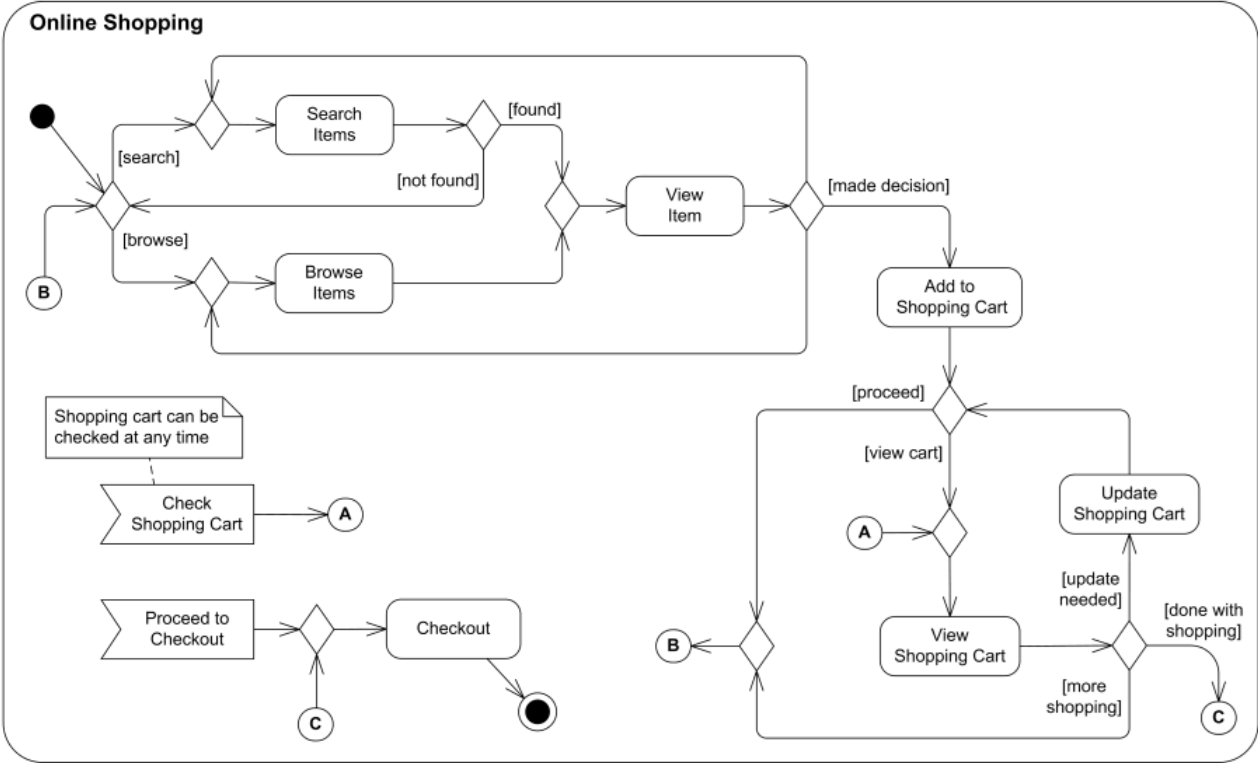 Online Shopping
[search]
Search
Items
[found]
[not found]
[browse]
Browse
Items
B
View
Item
[made decision]
Add to
Shopping Cart
[proceed]
[view cart]
Shopping cart can be
checked at any time
Check
Shopping Cart
A
A
Update
Shopping Cart
[update
needed]
[done with
shopping]
Proceed to
Checkout
Checkout
B
View
Shopping Cart
[more
shopping]
C
C